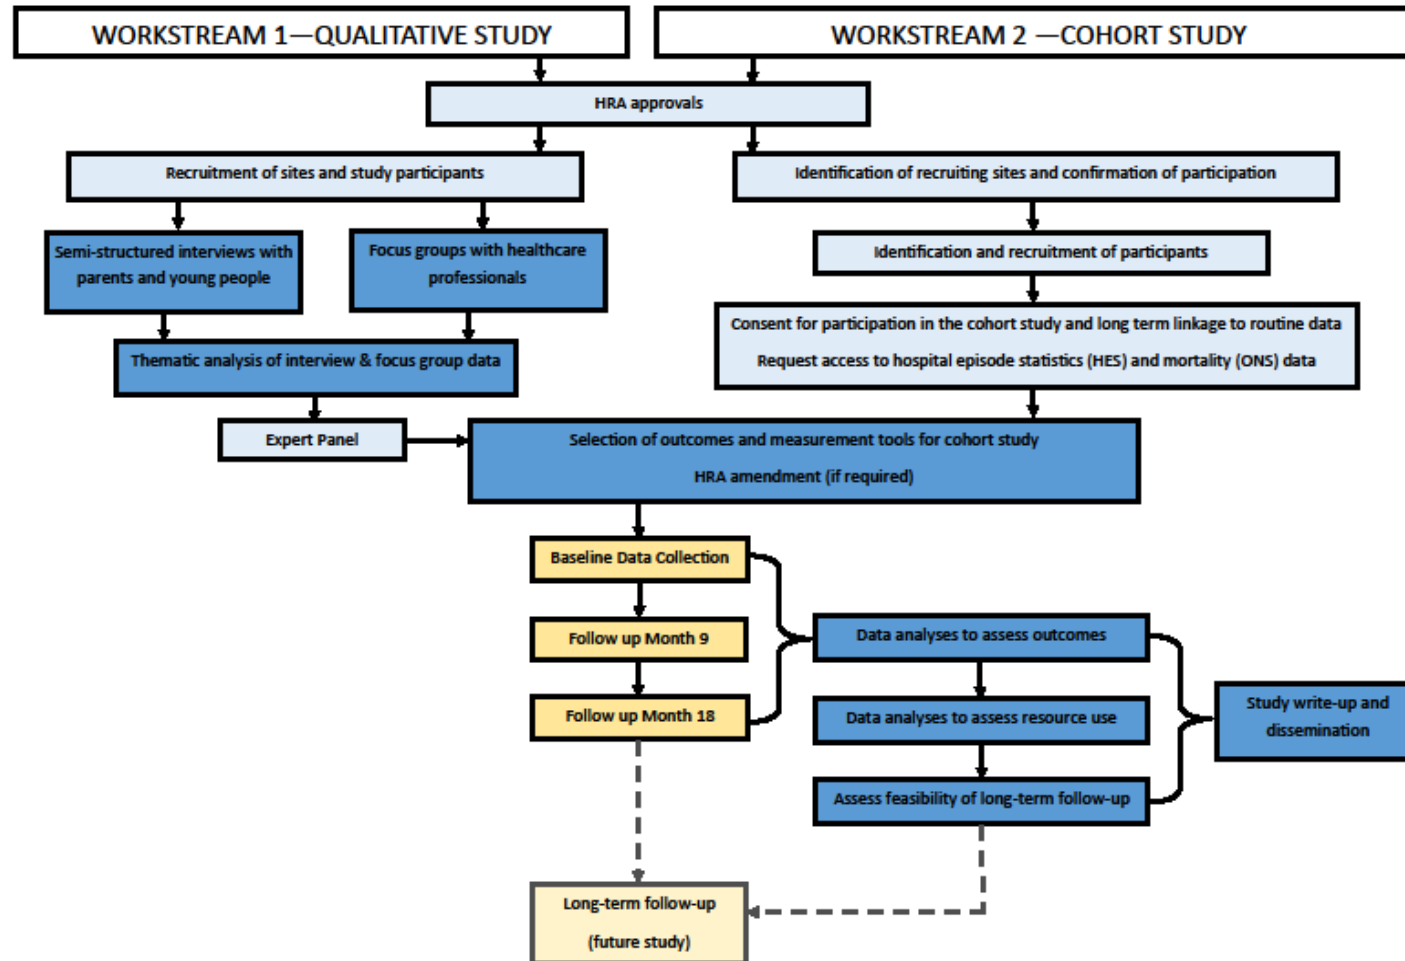 WORKSTREAM 1—QUALITATIVE STUDY
WORKSTREAM 2 —COHORT STUDY
HRA approvals
Recruitment of sites and study participants
Identification of recruiting sites and confirmation of participation
Semi-structured interviews with
parents and young people
Focus groups with healthcare
professionals
Identification and recruitment of participants
Thematic analysis of interview & focus group data
Consent for participation in the cohort study and long term linkage to routine data
Request access to hospital episode statistics (HES) and mortality (ONS) data
Expert Panel
Selection of outcomes and measurement tools for cohort study
HRA amendment (if required)
Baseline Data Collection
Follow up Month 9
Follow up Month 18
Data analyses to assess outcomes
Data analyses to assess resource use
Assess feasibility of long-term follow-up
Study write-up and
dissemination
Long-term follow-up
(future study)